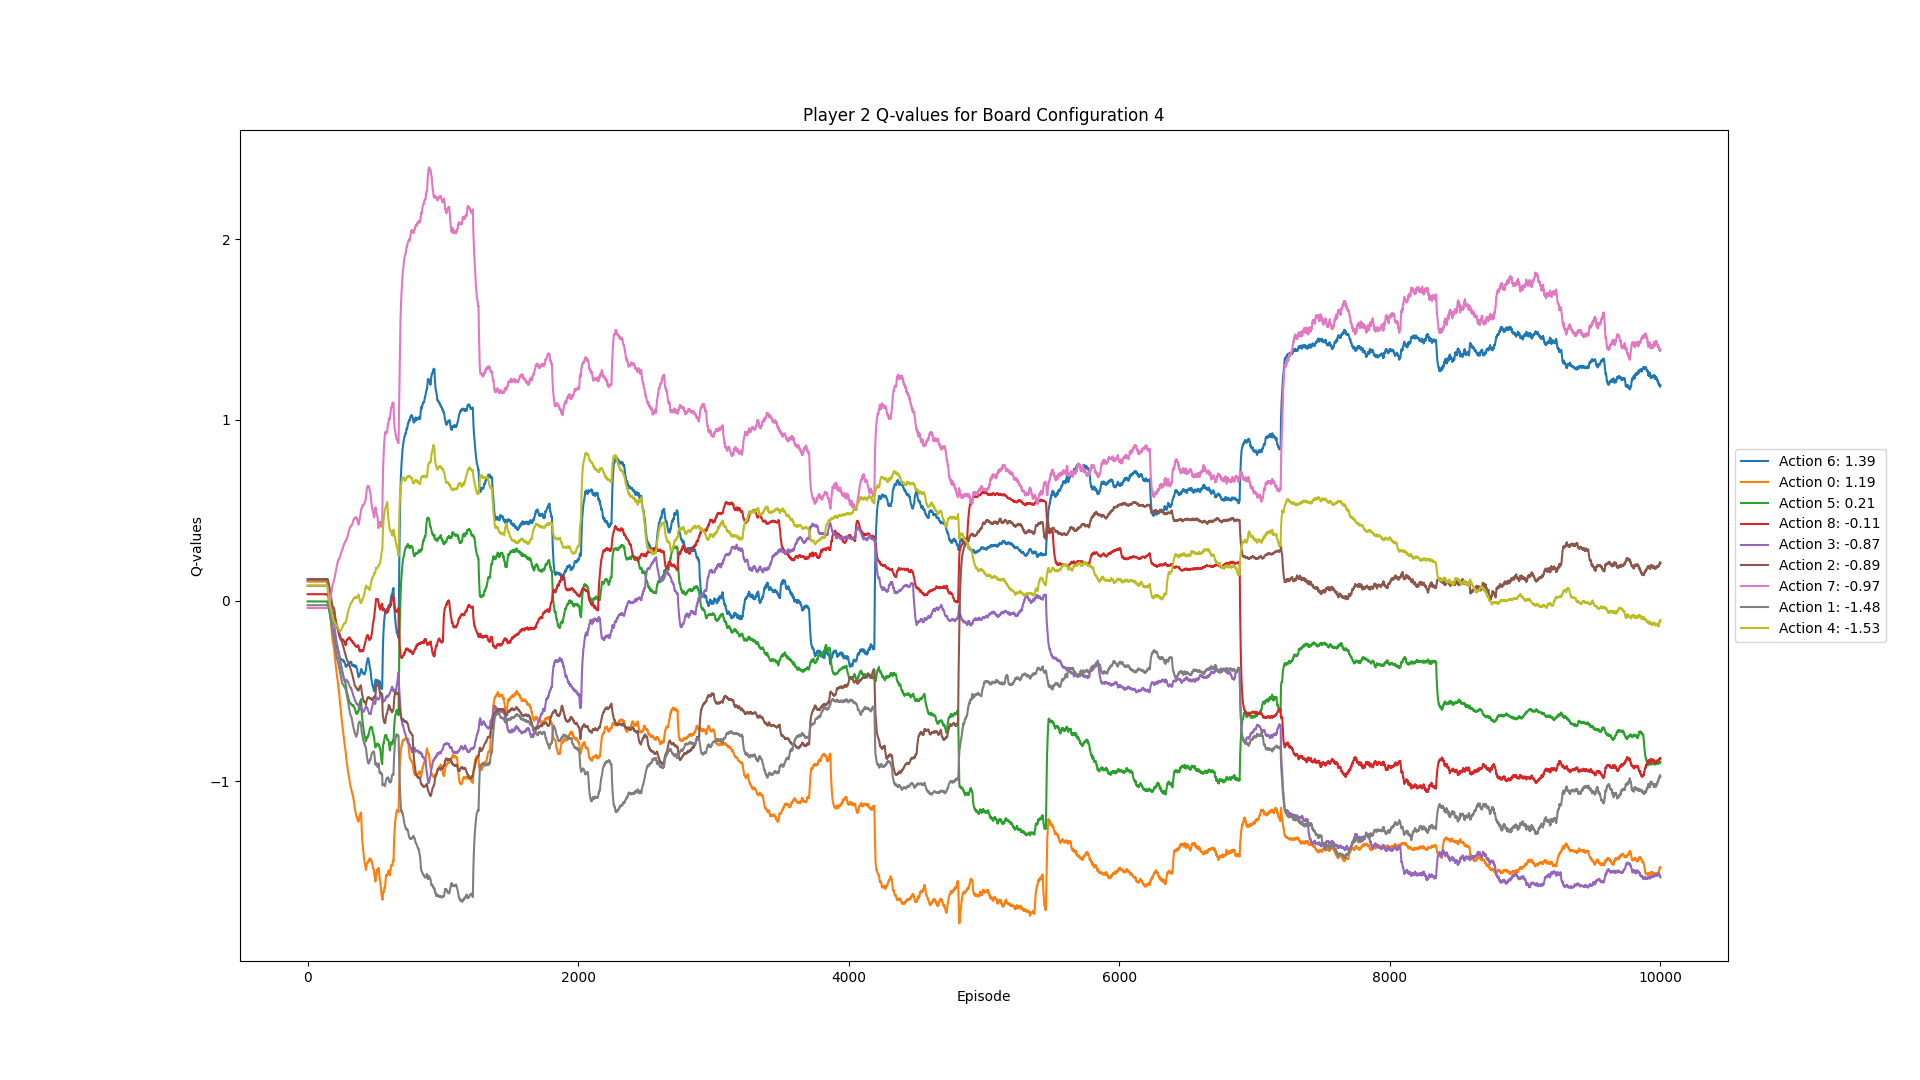 Player 2 Q-values for Board Configuration 4
Q-values
2
1
0
−1
0
2000
4000
6000
8000
10000
Episode
Action 6: 1.39
Action 0: 1.19
Action 5: 0.21
Action 8: -0.11
Action 3: -0.87
Action 2: -0.89
Action 7: -0.97
Action 1: -1.48
Action 4: -1.53